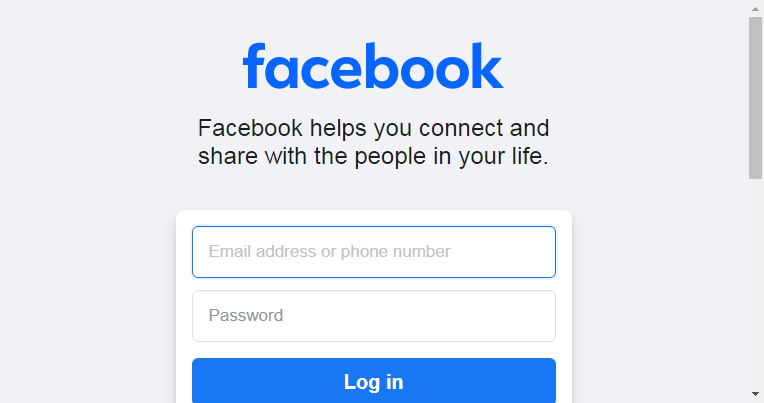 facebook
Facebook helps you connect and
share with the people in your life.
Email address or phone number
Password
Log in